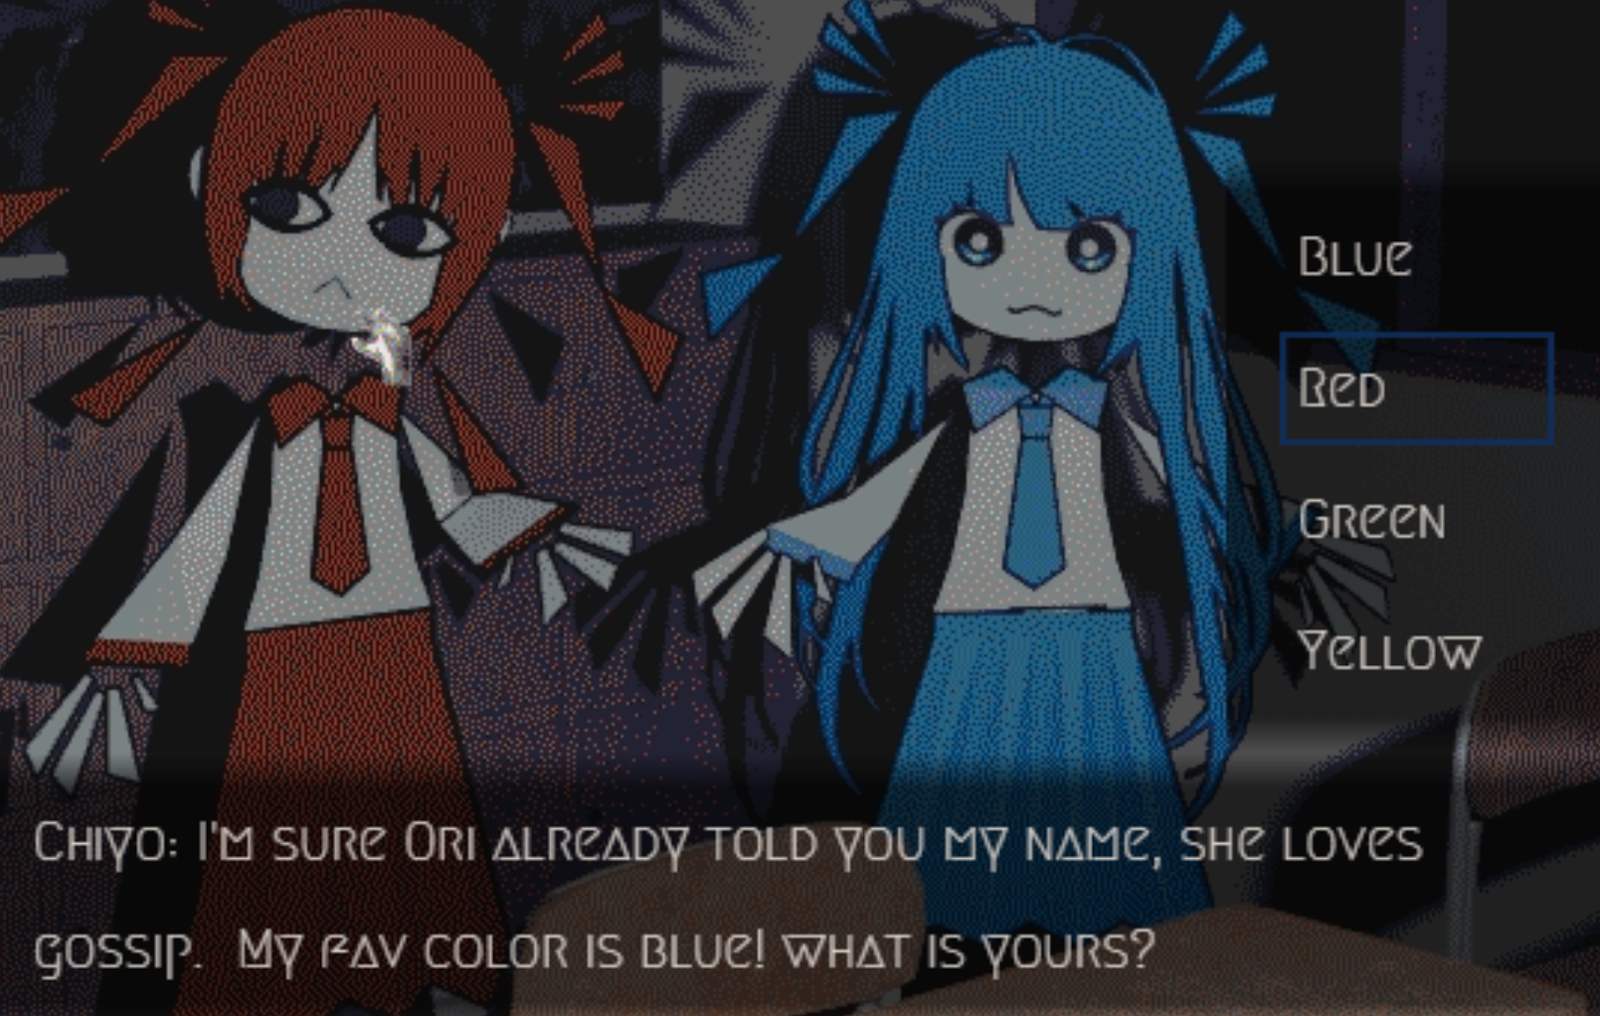 Blue
Red
Green
Yellow
Chiyo: I'm sure Ori already told you my name, she loves
gossip.  My fav color is blue! what is yours?